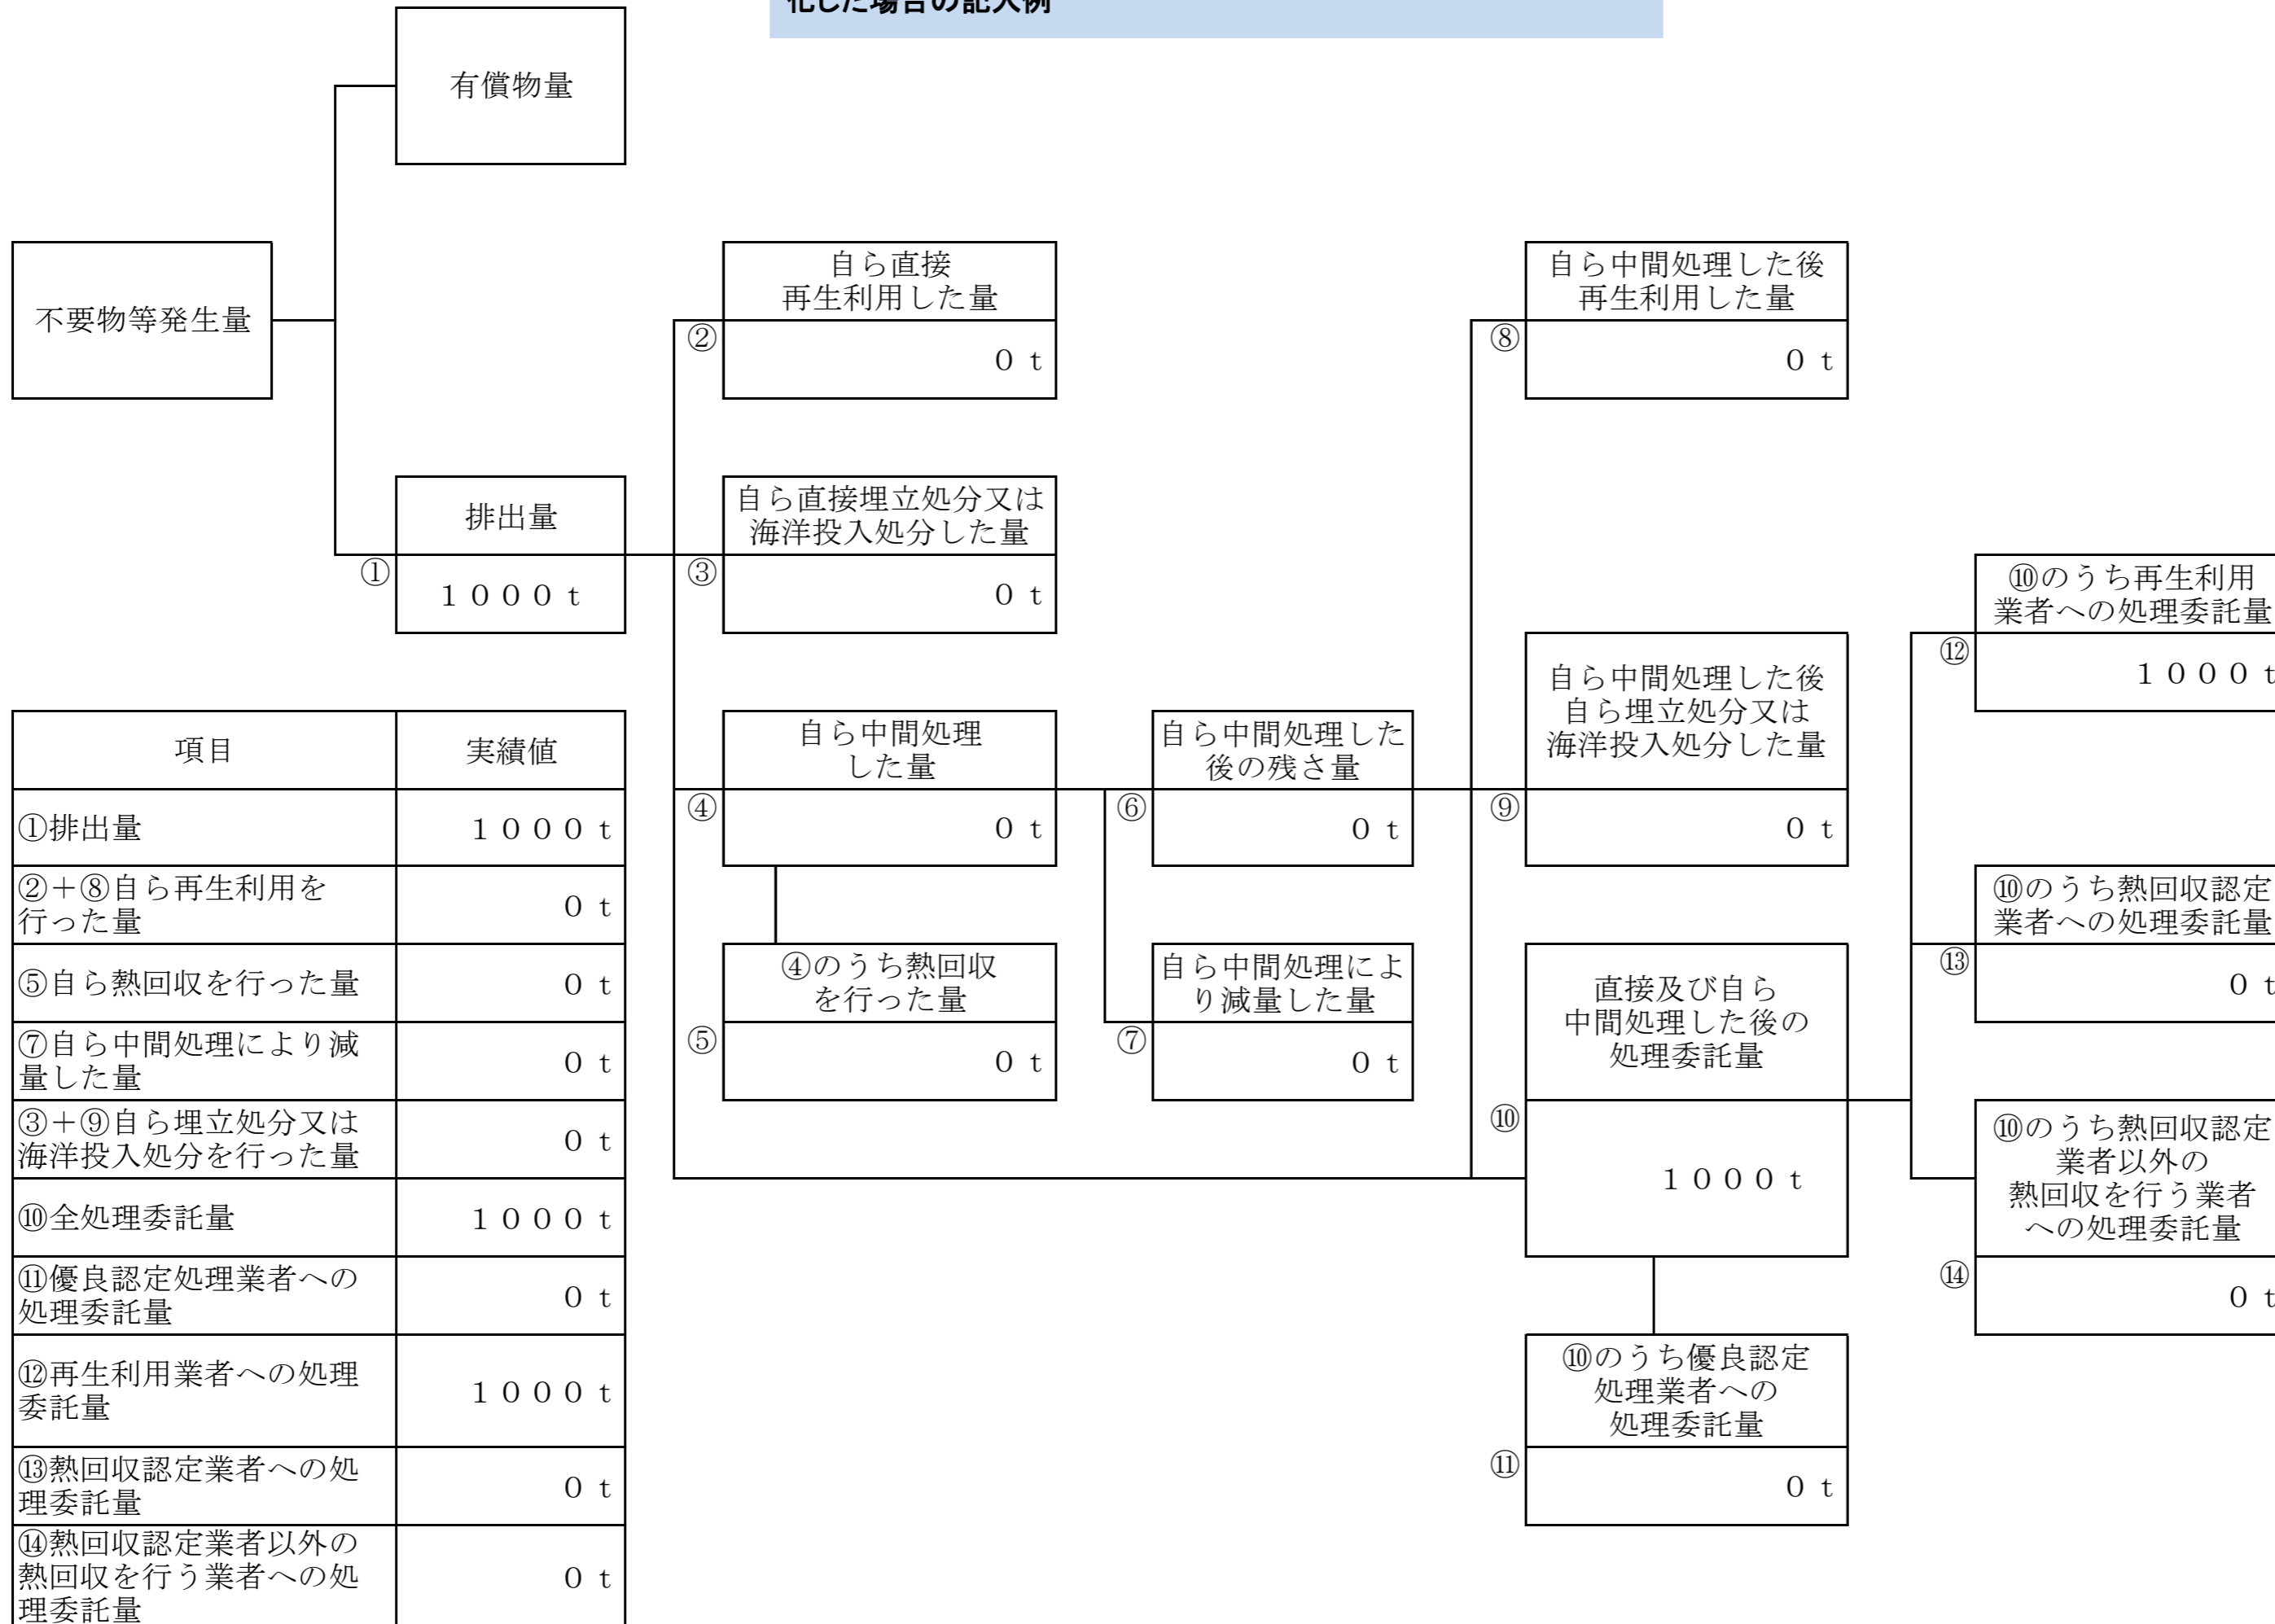 化した場合の記入例
有償物量
不要物等発生量
排出量
①
１０００ｔ
自ら直接
再生利用した量
②
０ｔ
自ら直接埋立処分又は
海洋投入処分した量
③
０ｔ
自ら中間処理
した量
④
０ｔ
④のうち熱回収
を行った量
⑤
０ｔ
自ら中間処理した
後の残さ量
⑥
０ｔ
自ら中間処理によ
り減量した量
⑦
０ｔ
自ら中間処理した後
再生利用した量
⑧
０ｔ
自ら中間処理した後
自ら埋立処分又は
海洋投入処分した量
⑨
０ｔ
直接及び自ら
中間処理した後の
処理委託量
⑩
１０００ｔ
⑩のうち優良認定
処理業者への
処理委託量
⑪
０ｔ
⑩のうち再生利用
業者への処理委託量
⑫
１０００ｔ
⑩のうち熱回収認定
業者への処理委託量
⑬
０ｔ
⑩のうち熱回収認定
業者以外の
熱回収を行う業者
への処理委託量
⑭
０ｔ
項目 実績値
①排出量 １０００ｔ
②＋⑧自ら再生利用を
行った量 ０ｔ
⑤自ら熱回収を行った量 ０ｔ
⑦自ら中間処理により減
量した量 ０ｔ
③＋⑨自ら埋立処分又は
海洋投入処分を行った量 ０ｔ
⑩全処理委託量 １０００ｔ
⑪優良認定処理業者への
処理委託量 ０ｔ
⑫再生利用業者への処理
委託量 １０００ｔ
⑬熱回収認定業者への処
理委託量 ０ｔ
⑭熱回収認定業者以外の
熱回収を行う業者への処
理委託量 ０ｔ